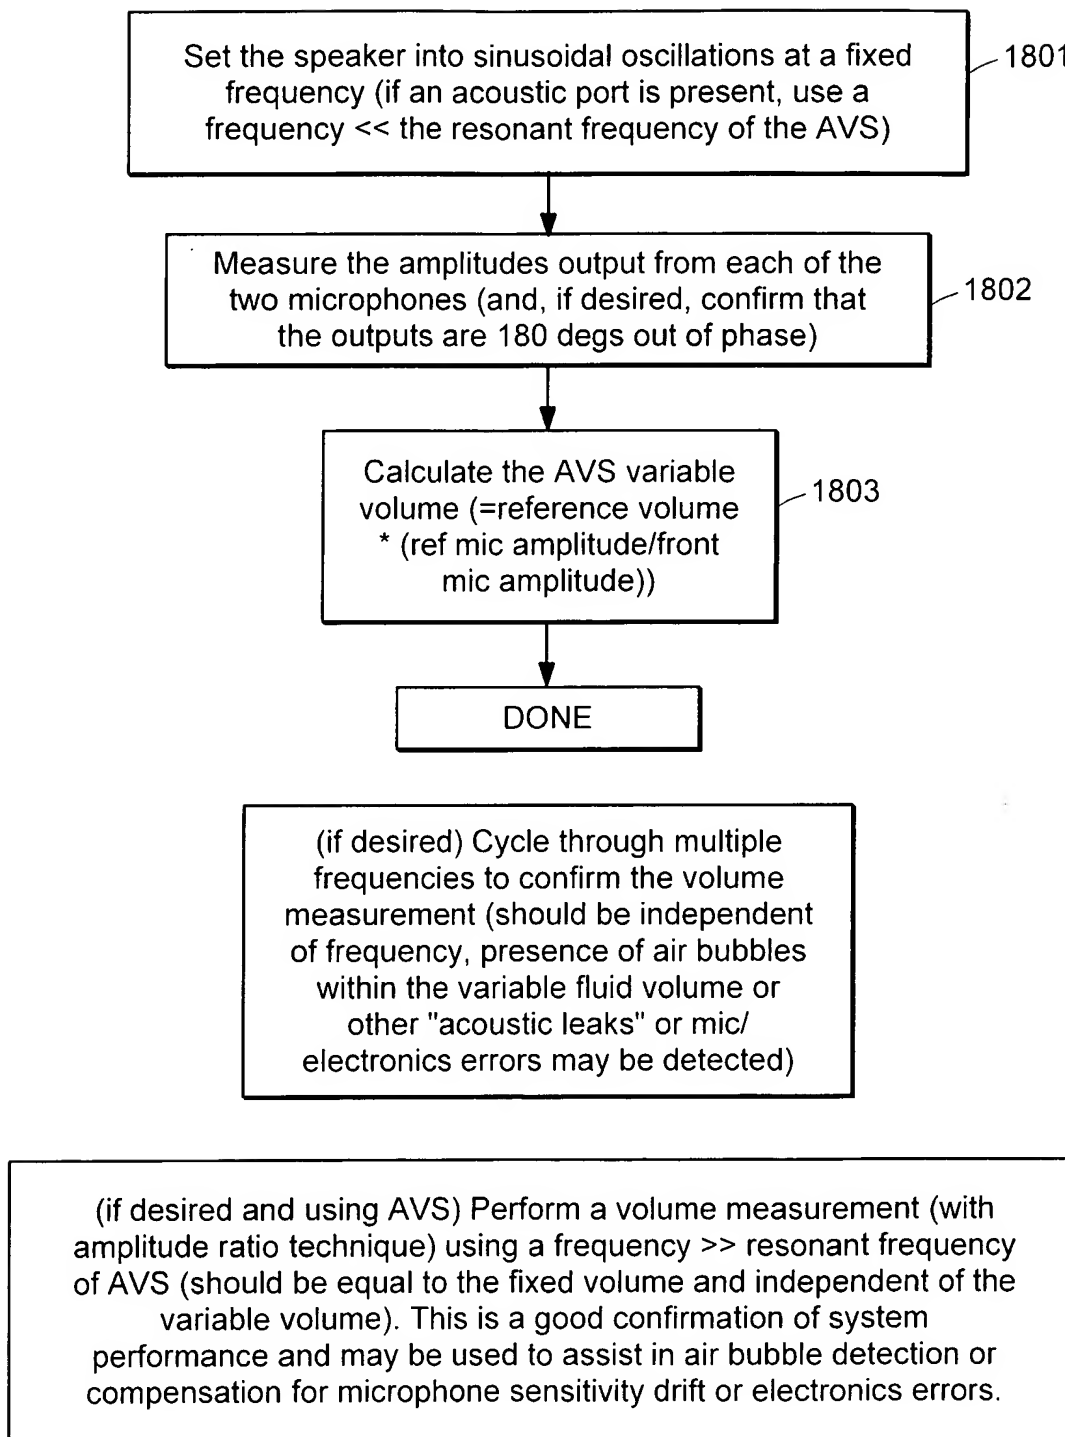 Set the speaker into sinusoidal oscillations at a fixed
frequency (if an acoustic port is present, use a
frequency << the resonant frequency of the AVS)
1801
Measure the amplitudes output from each of the
two microphones (and, if desired, confirm that
the outputs are 180 degs out of phase)
1802
Calculate the AVS variable
volume (=reference volume
* (ref mic amplitude/front
mic amplitude))
1803
DONE
(if desired) Cycle through multiple
frequencies to confirm the volume
measurement (should be independent
of frequency, presence of air bubbles
within the variable fluid volume or
other "acoustic leaks" or mic/
electronics errors may be detected)
(if desired and using AVS) Perform a volume measurement (with
amplitude ratio technique) using a frequency >> resonant frequency
of AVS (should be equal to the fixed volume and independent of the
variable volume). This is a good confirmation of system
performance and may be used to assist in air bubble detection or
compensation for microphone sensitivity drift or electronics errors.